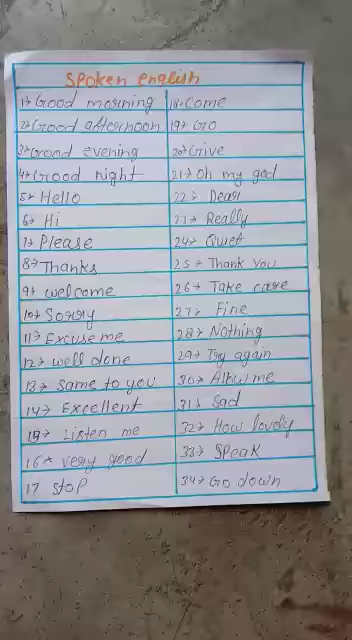 Spoken english
1→ Good morning
2→ Good afternoon
3→ Good evening
4→ Good night
5→ Hello
6→ Hi
7→ Please
8→ Thanks
9→ welcome
10→ Sorry
11→ Excuse me
12→ well done
13→ same to you
14→ Excellent
15→ Listen me
16→ very good
17 stop
18→ Come
19→ Go
20→ Give
21→ oh my god
22→ Dear
23→ Really
24→ Quiet
25→ Thank you
26→ Take care
27→ Fine
28→ Nothing
29→ Try again
30→ Allow me
31→ Sad
32→ How lovely
33→ Speak
34→ Go down